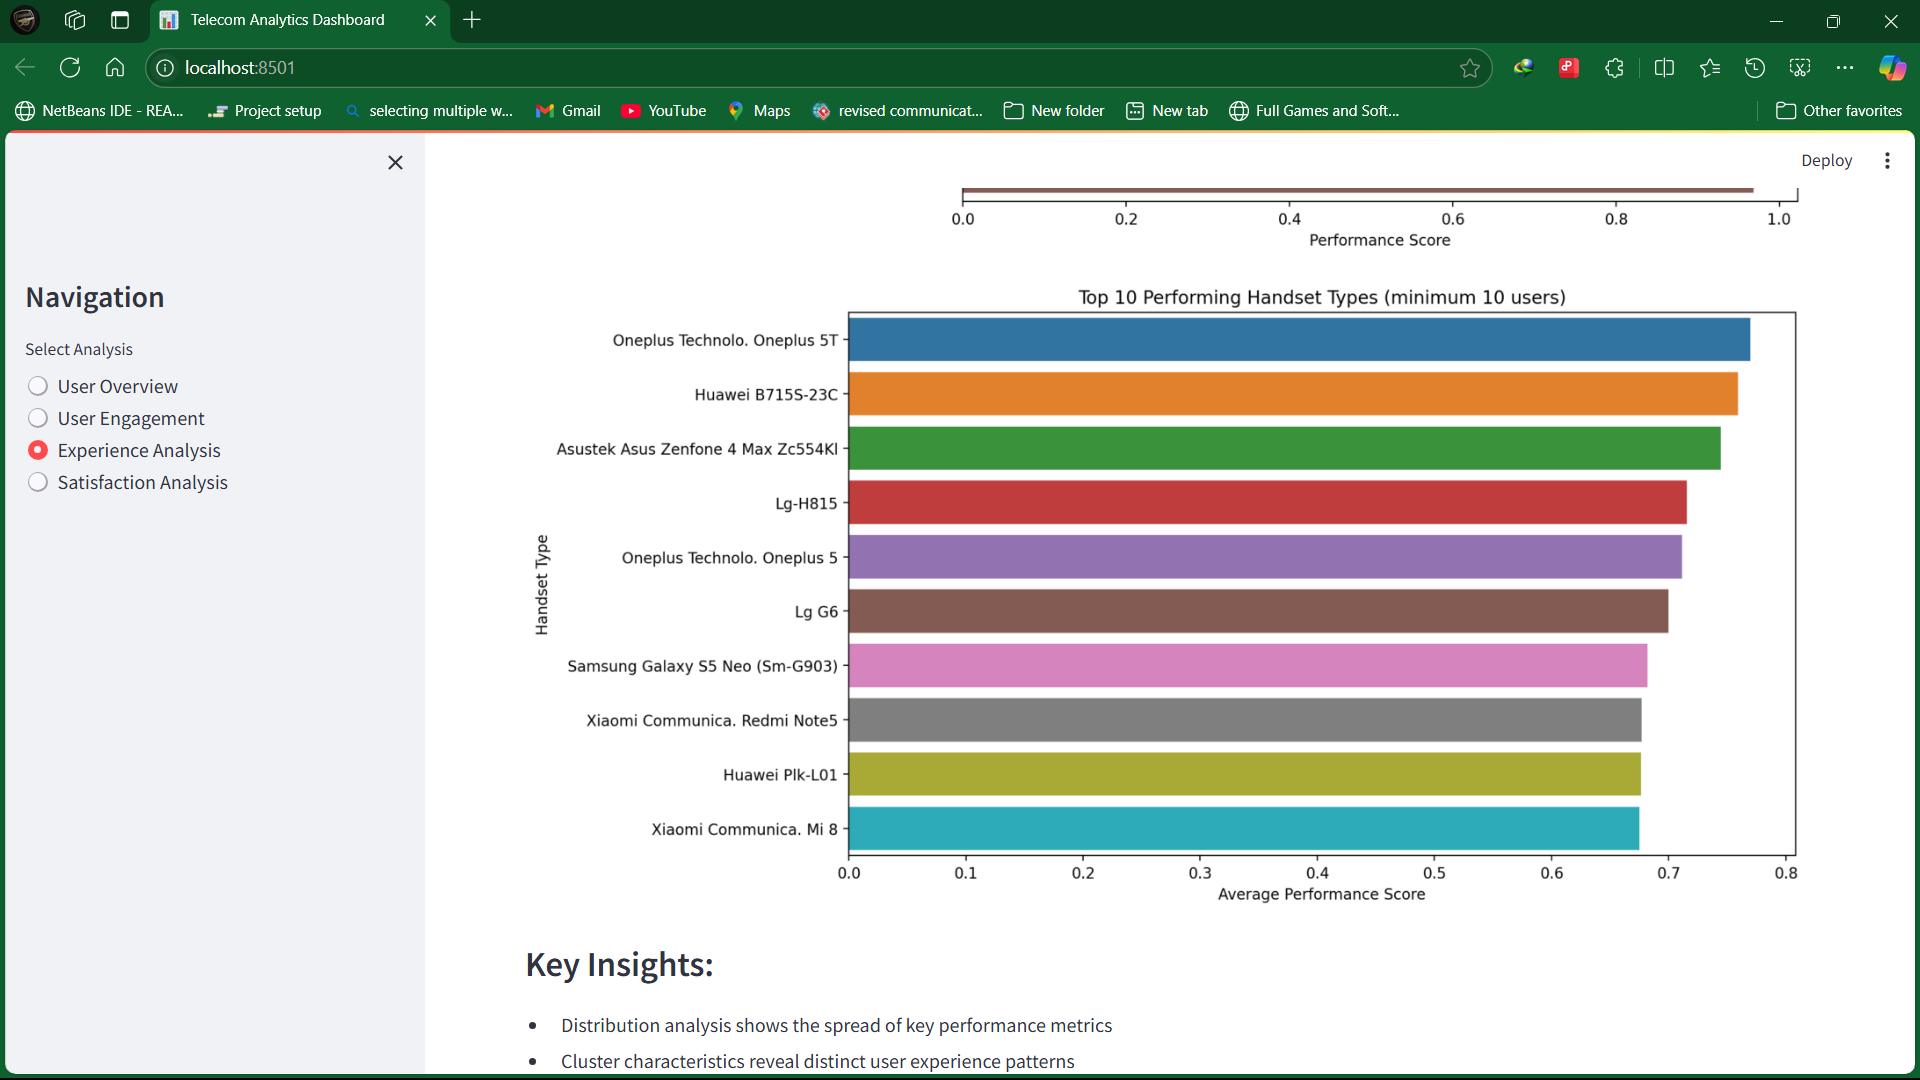 Telecom Analytics Dashboard
localhost:8501
NetBeans IDE - REA...
Project setup
selecting multiple w...
Gmail
YouTube
Maps
revised communicat...
New folder
New tab
Full Games and Soft...
Other favorites
Deploy
Navigation
Select Analysis
User Overview
User Engagement
Experience Analysis
Satisfaction Analysis
0.0 0.2 0.4 0.6 0.8 1.0
Performance Score
Top 10 Performing Handset Types (minimum 10 users)
Handset Type
Oneplus Technolo. Oneplus 5T
Huawei B715S-23C
Asustek Asus Zenfone 4 Max Zc554Kl
Lg-H815
Oneplus Technolo. Oneplus 5
Lg G6
Samsung Galaxy S5 Neo (Sm-G903)
Xiaomi Communica. Redmi Note5
Huawei Plk-L01
Xiaomi Communica. Mi 8
0.0 0.1 0.2 0.3 0.4 0.5 0.6 0.7 0.8
Average Performance Score
Key Insights:
Distribution analysis shows the spread of key performance metrics
Cluster characteristics reveal distinct user experience patterns